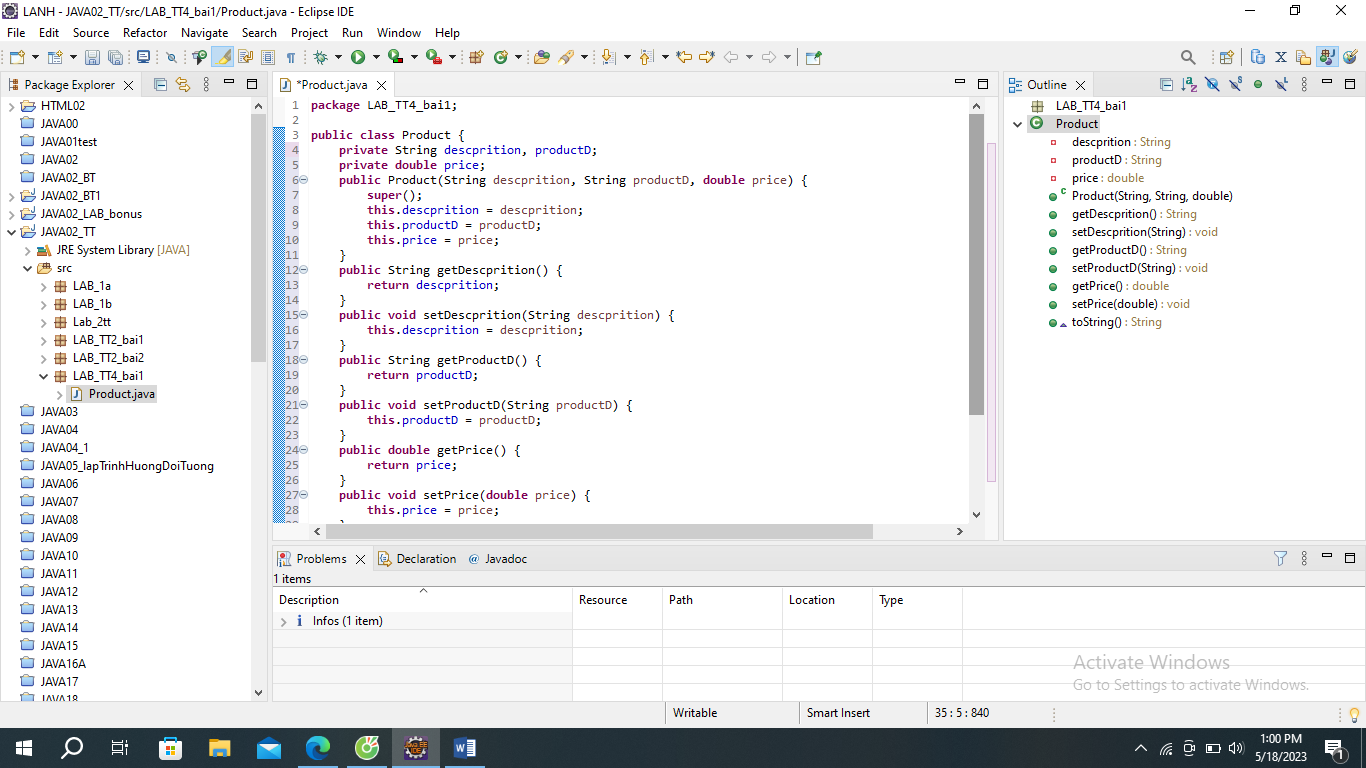 LANH - JAVA02_TT/src/LAB_TT4_bai1/Product.java - Eclipse IDE
File Edit Source Refactor Navigate Search Project Run Window Help
Package Explorer
HTML02
JAVA00
JAVA01test
JAVA02
JAVA02_BT
JAVA02_BT1
JAVA02_LAB_bonus
JAVA02_TT
JRE System Library [JAVA]
src
LAB_1a
LAB_1b
Lab_2tt
LAB_TT2_bai1
LAB_TT2_bai2
LAB_TT4_bai1
Product.java
JAVA03
JAVA04
JAVA04_1
JAVA05_lapTrinhHuongDoiTuong
JAVA06
JAVA07
JAVA08
JAVA09
JAVA10
JAVA11
JAVA12
JAVA13
JAVA14
JAVA15
JAVA16A
JAVA17
JAVA18
*Product.java
1 package LAB_TT4_bai1;
2
3 public class Product {
4 private String descprition, productD;
5 private double price;
6 public Product(String descprition, String productD, double price) {
7 super();
8 this.descprition = descprition;
9 this.productD = productD;
10 this.price = price;
11 }
12 public String getDescprition() {
13 return descprition;
14 }
15 public void setDescprition(String descprition) {
16 this.descprition = descprition;
17 }
18 public String getProductD() {
19 return productD;
20 }
21 public void setProductD(String productD) {
22 this.productD = productD;
23 }
24 public double getPrice() {
25 return price;
26 }
27 public void setPrice(double price) {
28 this.price = price;
29 }
Outline
LAB_TT4_bai1
Product
descprition : String
productD : String
price : double
Product(String, String, double)
getDescprition() : String
setDescprition(String) : void
getProductD() : String
setProductD(String) : void
getPrice() : double
setPrice(double) : void
toString() : String
Problems Declaration Javadoc
1 items
Description Resource Path Location Type
Infos (1 item)
Activate Windows
Go to Settings to activate Windows.
Writable Smart Insert 35 : 5 : 840
1:00 PM
5/18/2023
1